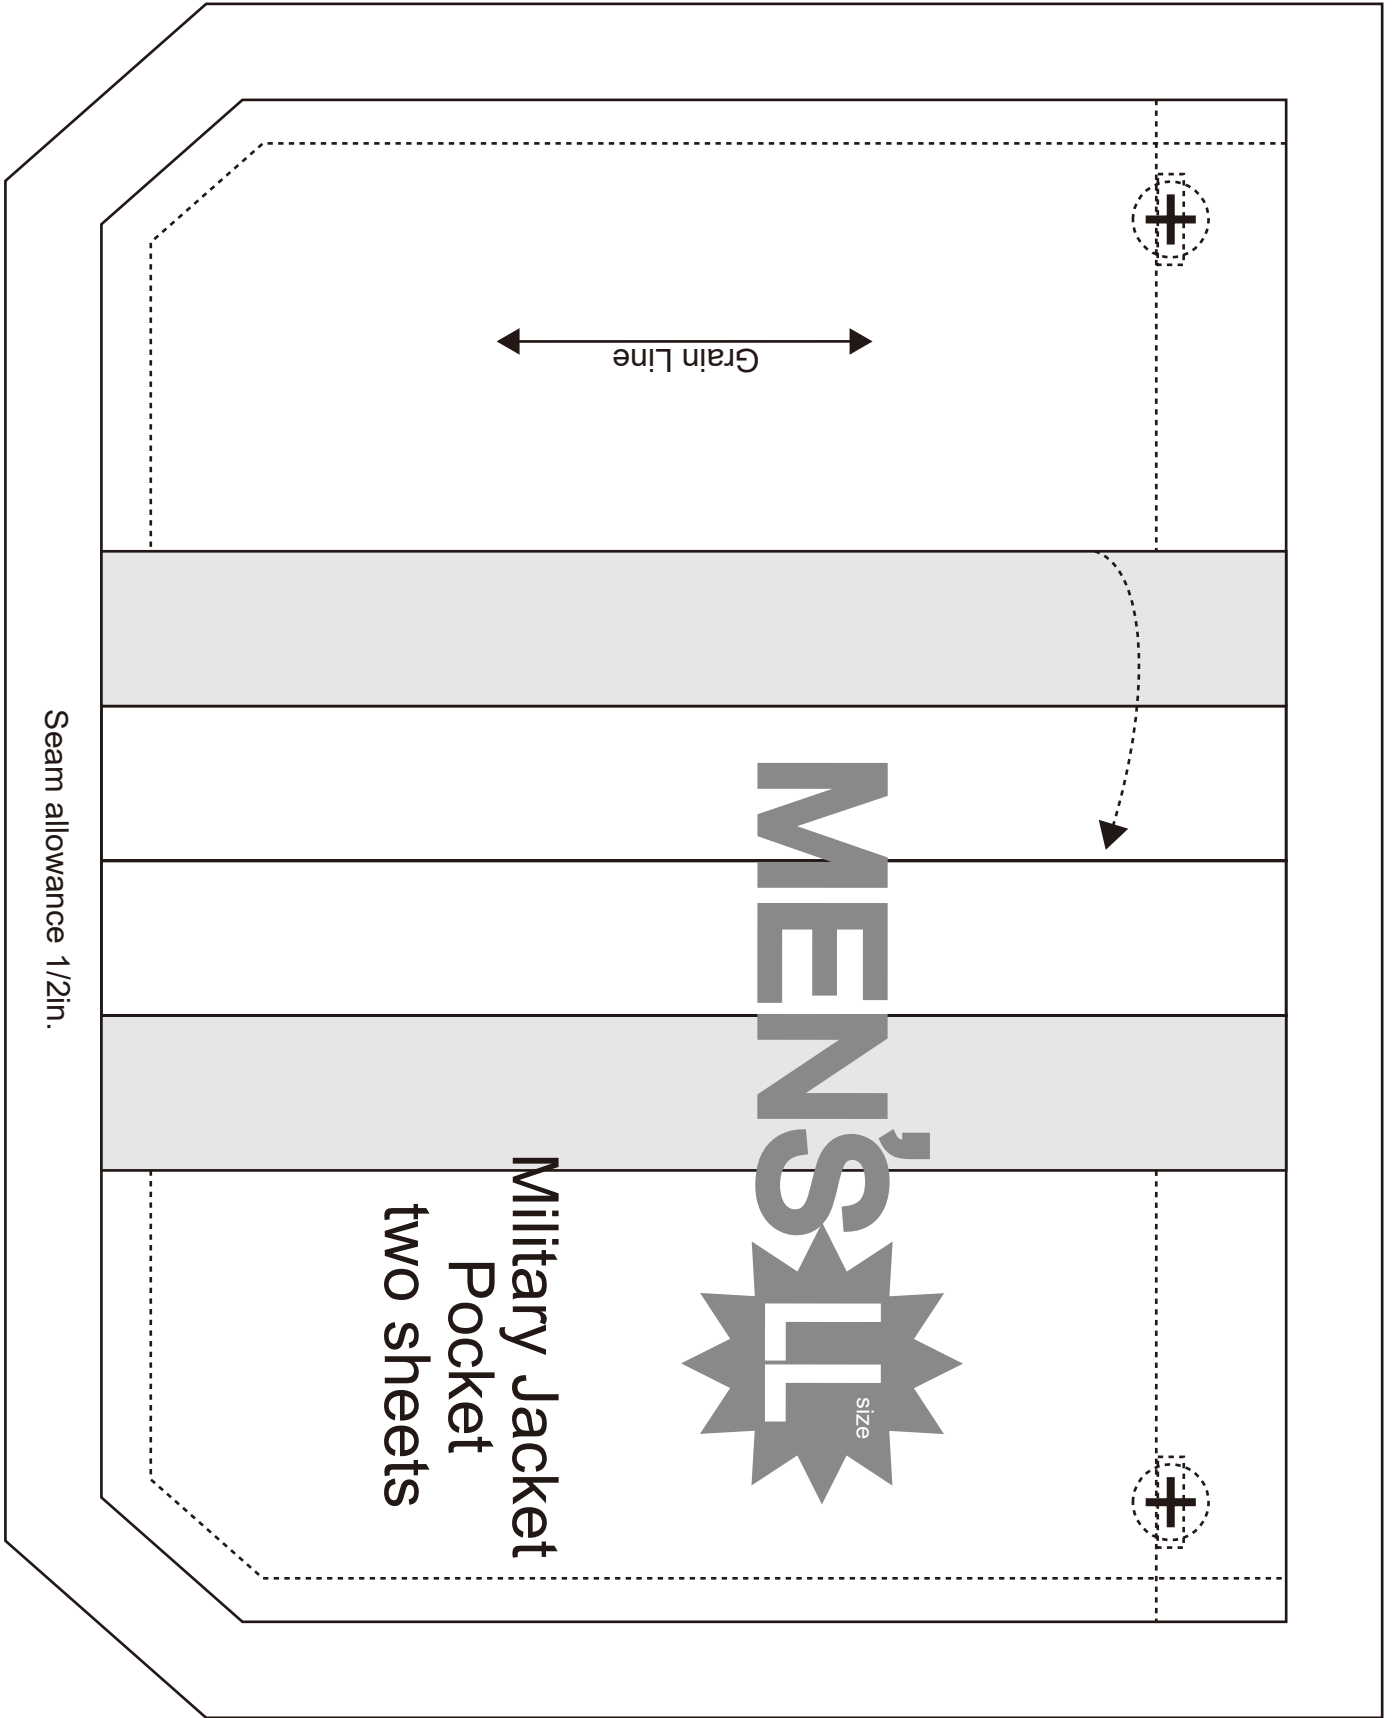 Grain Line
Seam allowance 1/2in.
MEN'S
LL size
Military Jacket
Pocket
two sheets